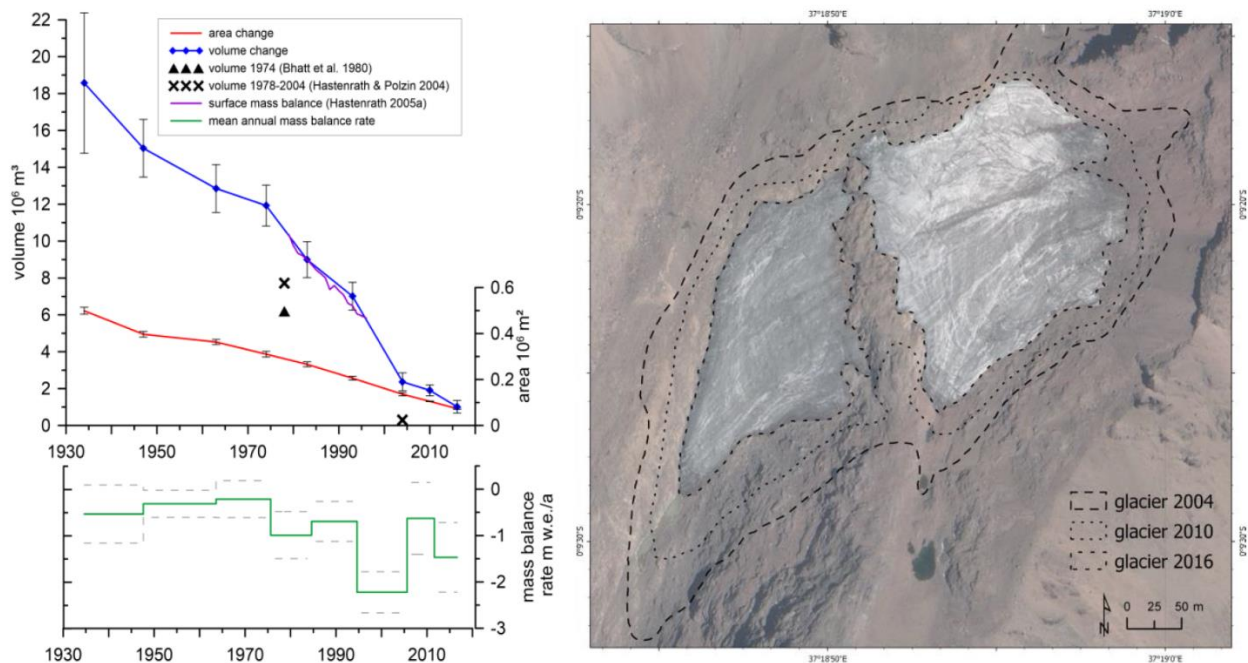 22
20
18
16
14
12
10
8
6
4
2
0
volume 10⁶ m³
area change
volume change
volume 1974 (Bhatt et al. 1980)
volume 1978-2004 (Hastenrath & Polzin 2004)
surface mass balance (Hastenrath 2005a)
mean annual mass balance rate
0.6
0.4
0.2
0
area 10⁶ m²
1930 1950 1970 1990 2010
0
-1
-2
-3
mass balance
rate m w.e./a
1930 1950 1970 1990 2010
37°18'50"E 37°19'0"E
0°9'20"S 0°9'20"S
0°9'30"S 0°9'30"S
glacier 2004
glacier 2010
glacier 2016
N
0 25 50 m
37°18'50"E 37°19'0"E